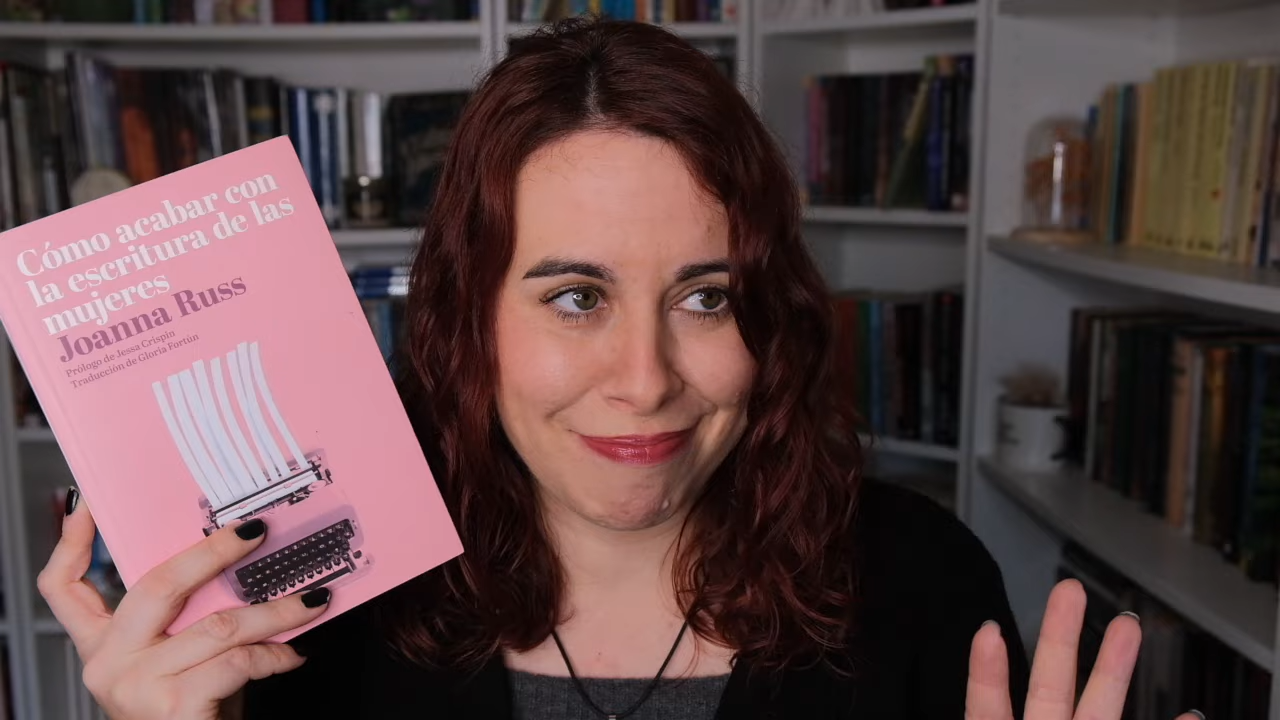 Cómo acabar con
la escritura de las
mujeres
Joanna Russ
Prólogo de Jessa Crispin
Traducción de Gloria Fortún